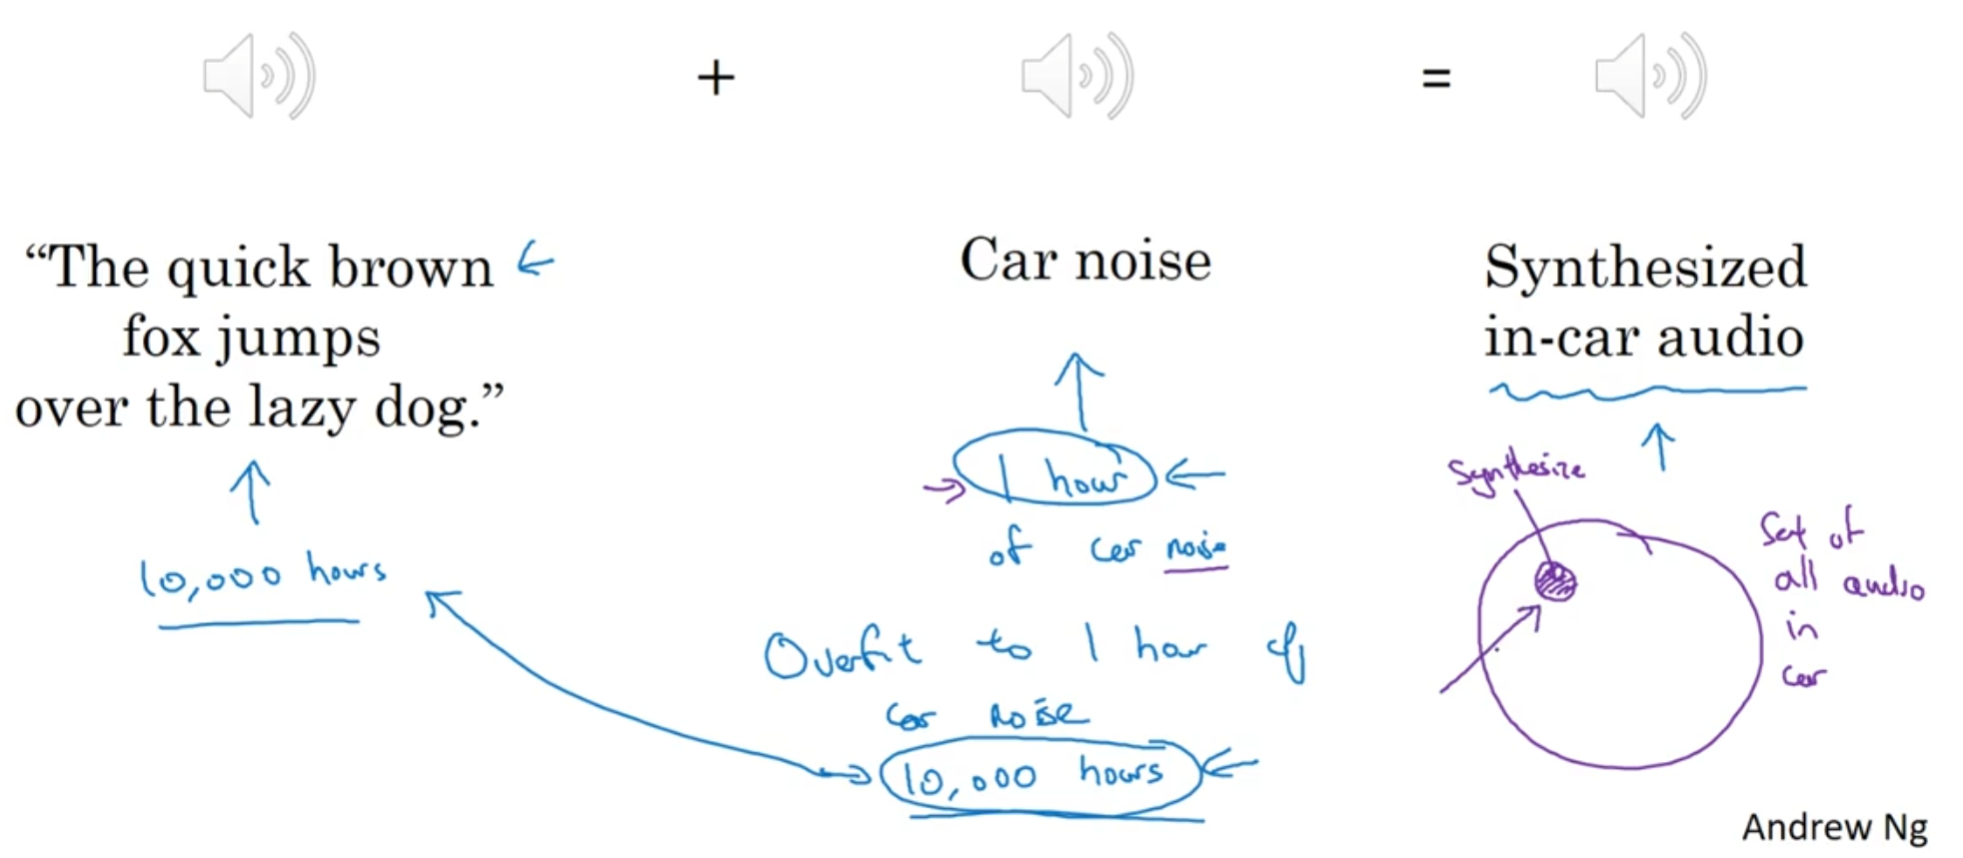 +
=
“The quick brown
fox jumps
over the lazy dog.”
10,000 hours
Car noise
1 hour
of car noise
Overfit to 1 hour of
car noise
10,000 hours
Synthesized
in-car audio
Synthesize
Set of
all audio
in
car
Andrew Ng